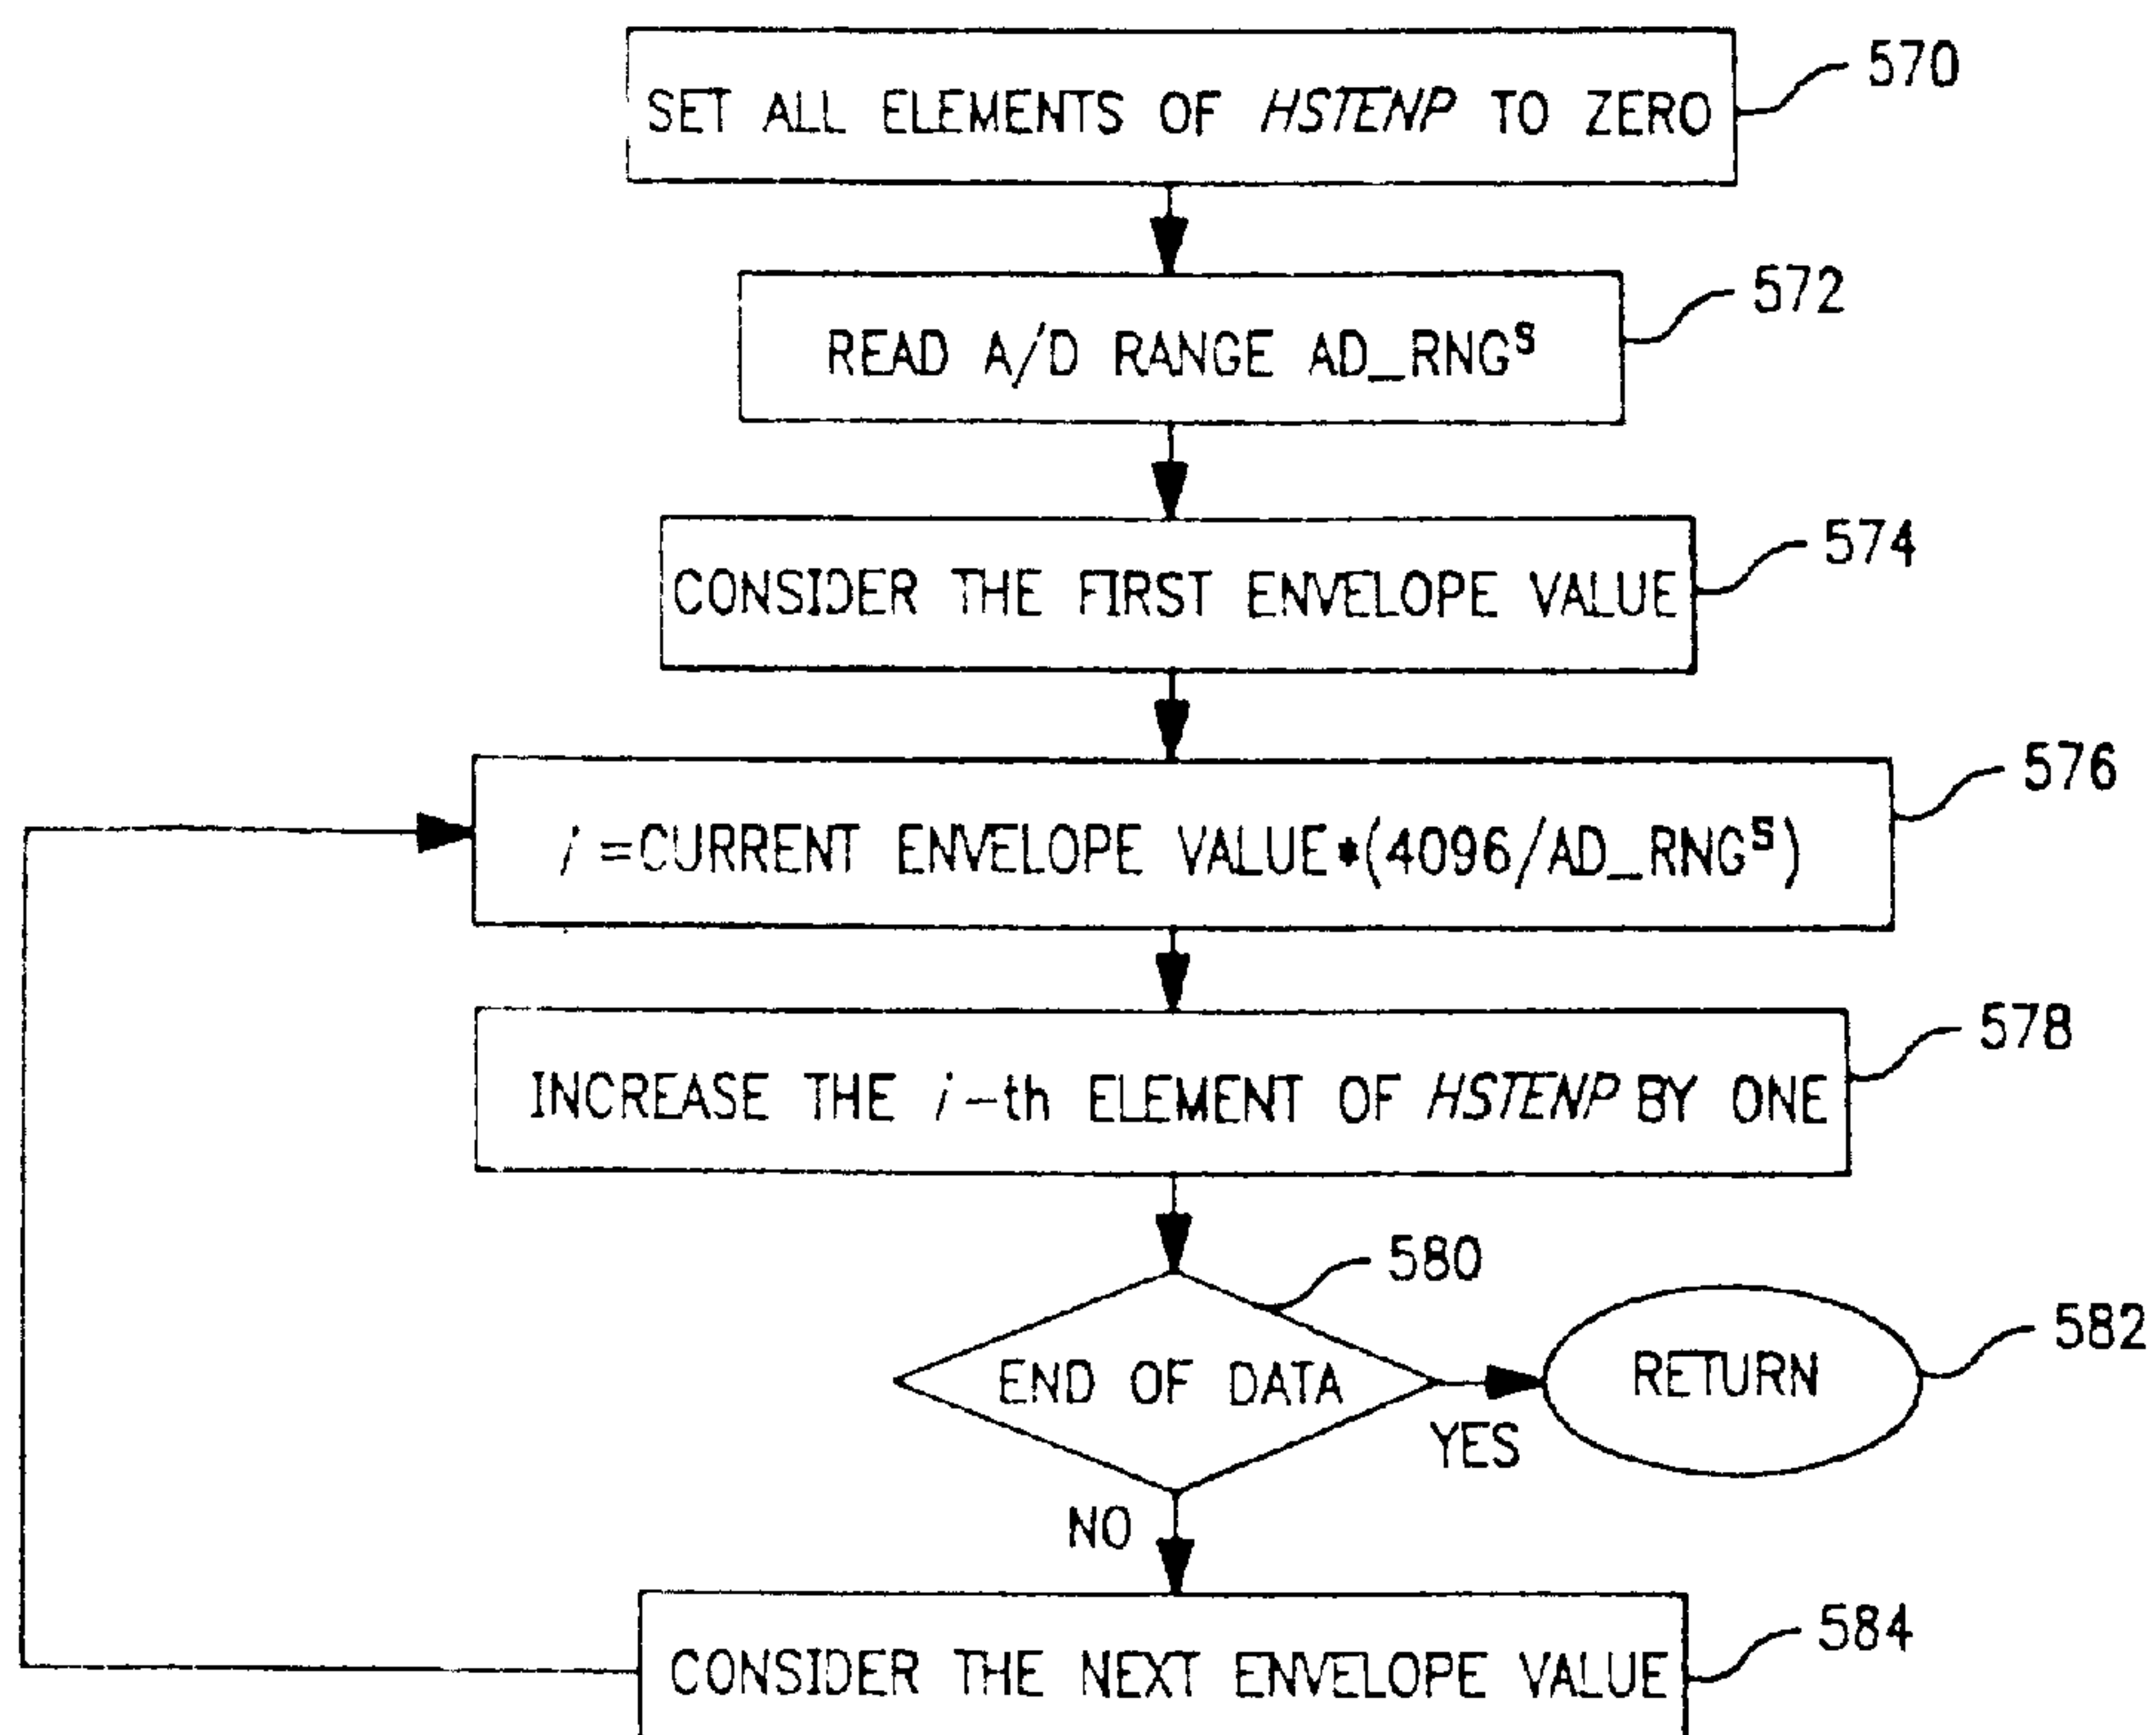 SET ALL ELEMENTS OF HSTENP TO ZERO
570
READ A/D RANGE AD_RNGˢ
572
CONSIDER THE FIRST ENVELOPE VALUE
574
i =CURRENT ENVELOPE VALUE*(4096/AD_RNGˢ)
576
INCREASE THE i-th ELEMENT OF HSTENP BY ONE
578
END OF DATA
580
YES
RETURN
582
NO
CONSIDER THE NEXT ENVELOPE VALUE
584